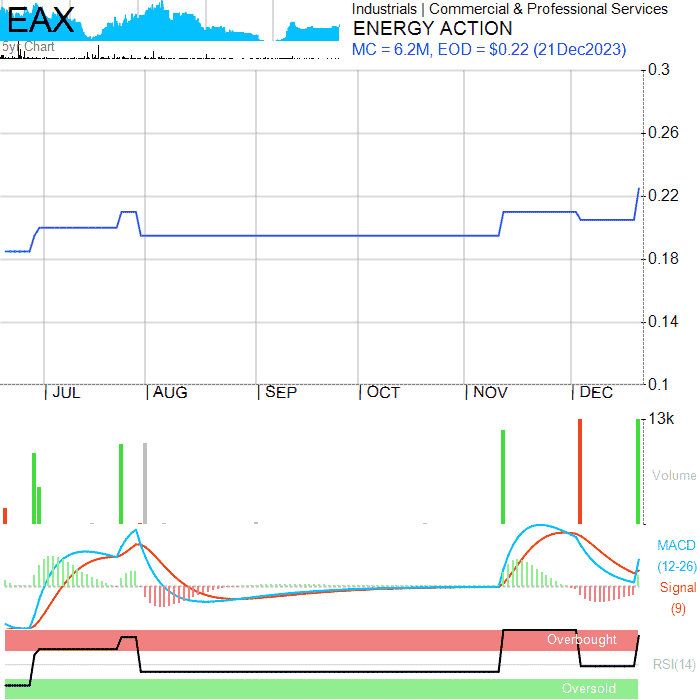 EAX
5yr Chart
Industrials | Commercial & Professional Services
ENERGY ACTION
MC = 6.2M, EOD = $0.22 (21Dec2023)
0.3
0.26
0.22
0.18
0.14
0.1
JUL AUG SEP OCT NOV DEC
13k
Volume
MACD
(12-26)
Signal
(9)
Overbought
RSI(14)
Oversold